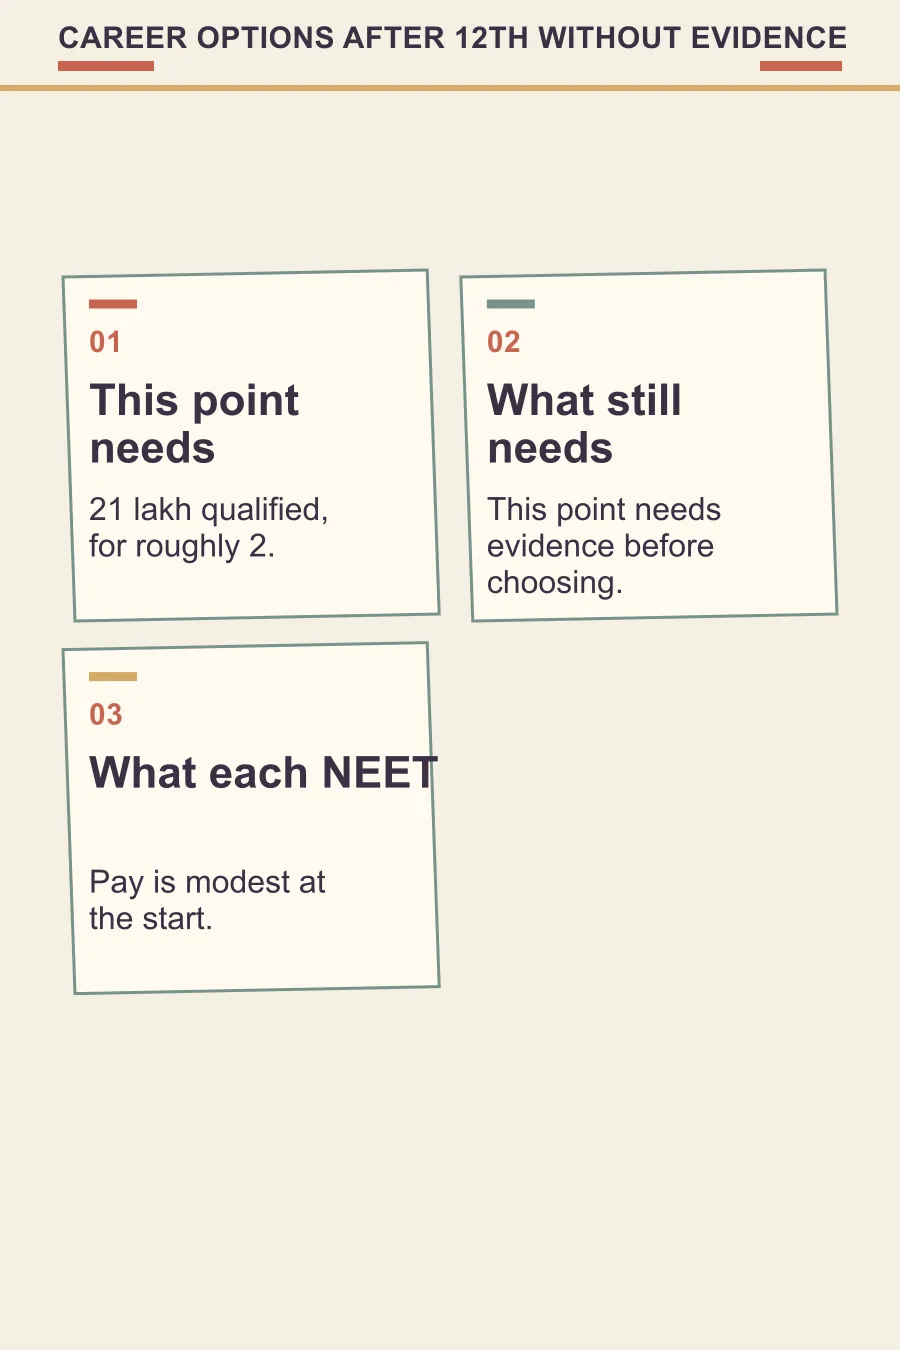 CAREER OPTIONS AFTER 12TH WITHOUT EVIDENCE
01
This point
needs
21 lakh qualified,
for roughly 2.
02
What still
needs
This point needs
evidence before
choosing.
03
What each NEET
Pay is modest at
the start.